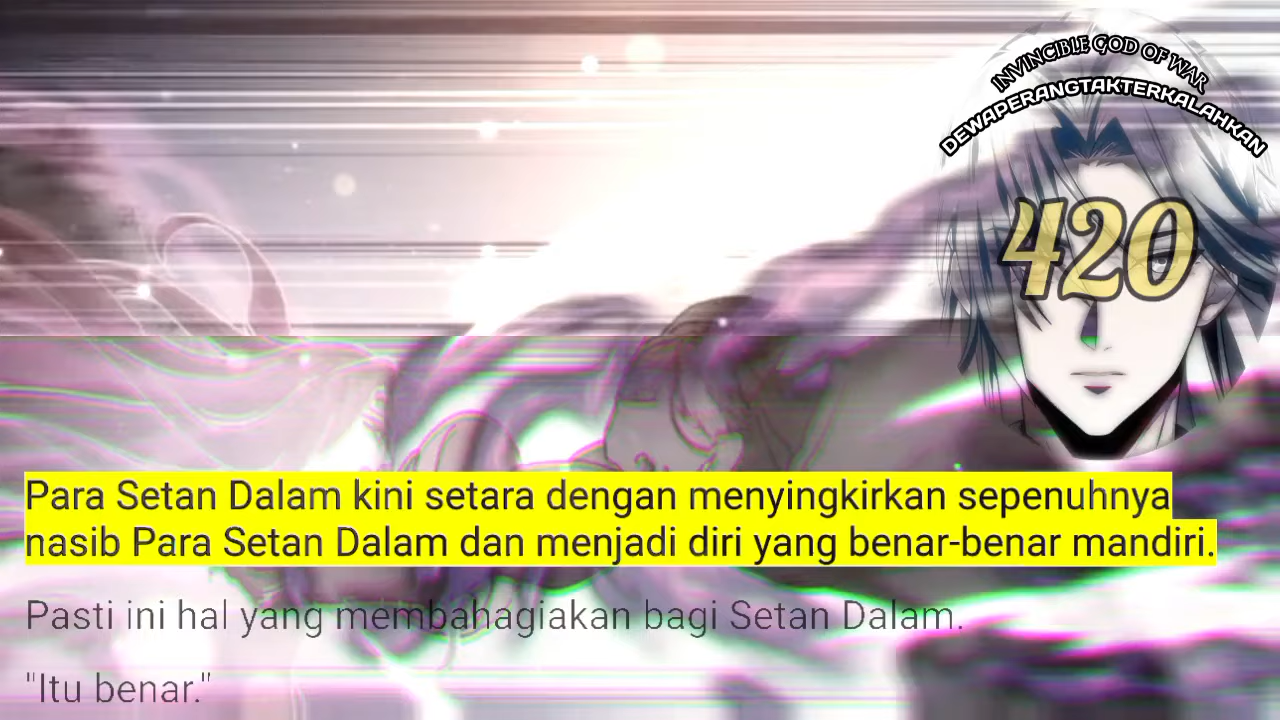 INVINCIBLE GOD OF WAR
DEWAPERANGTAKTERKALAHKAN
420
Para Setan Dalam kini setara dengan menyingkirkan sepenuhnya
nasib Para Setan Dalam dan menjadi diri yang benar-benar mandiri.
Pasti ini hal yang membahagiakan bagi Setan Dalam.
"Itu benar."